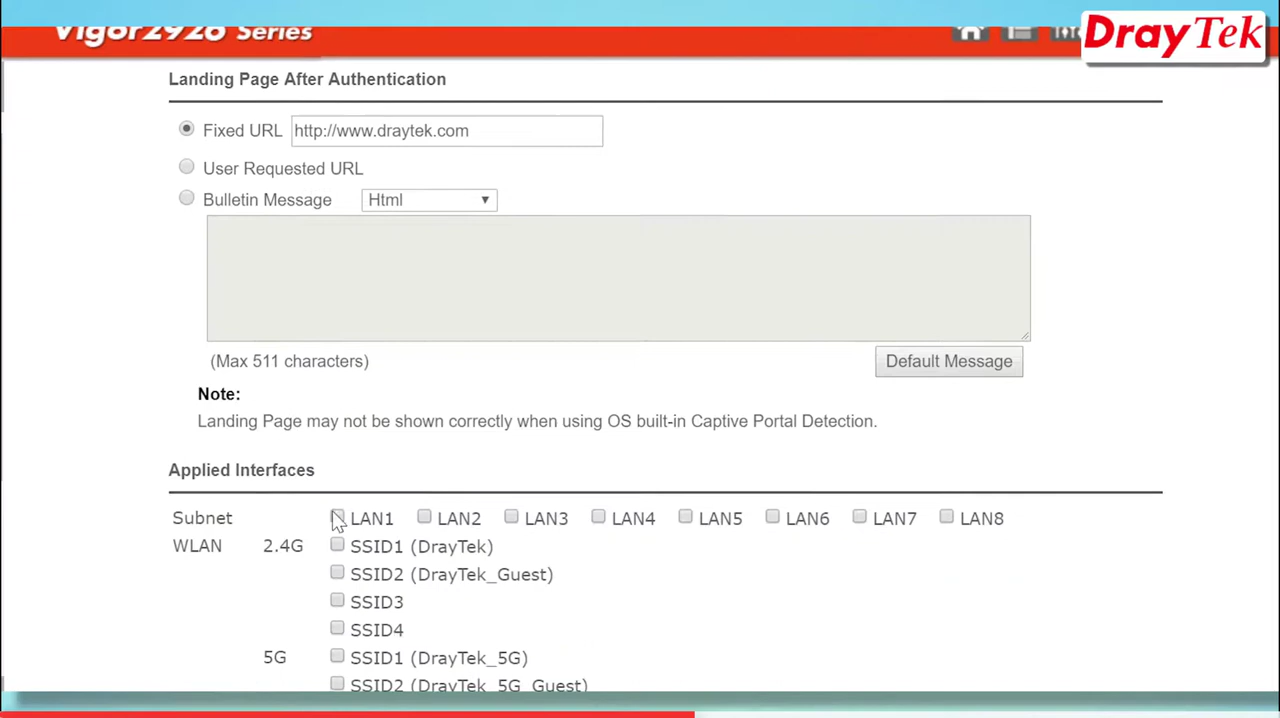 Vigor2926 Series
DrayTek
Landing Page After Authentication
Fixed URL http://www.draytek.com
User Requested URL
Bulletin Message Html
(Max 511 characters) Default Message
Note:
Landing Page may not be shown correctly when using OS built-in Captive Portal Detection.
Applied Interfaces
Subnet LAN1 LAN2 LAN3 LAN4 LAN5 LAN6 LAN7 LAN8
WLAN 2.4G SSID1 (DrayTek)
SSID2 (DrayTek_Guest)
SSID3
SSID4
5G SSID1 (DrayTek_5G)
SSID2 (DrayTek_5G_Guest)